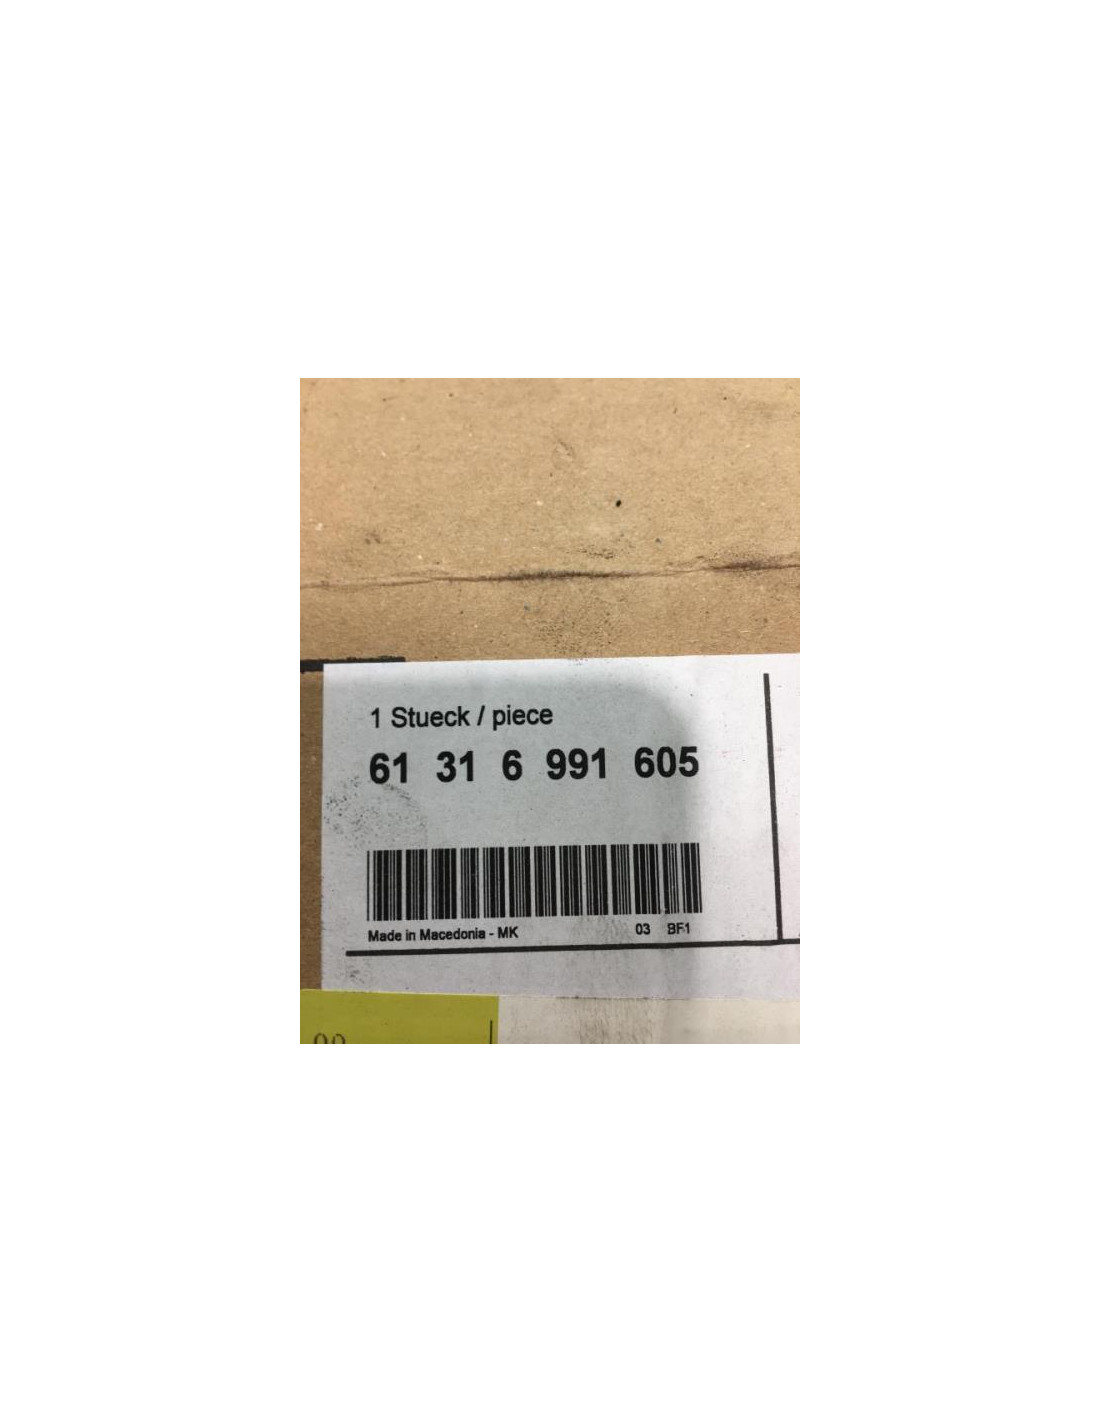 1 Stueck / piece
61 31 6 991 605
Made in Macedonia - MK 03 BF1